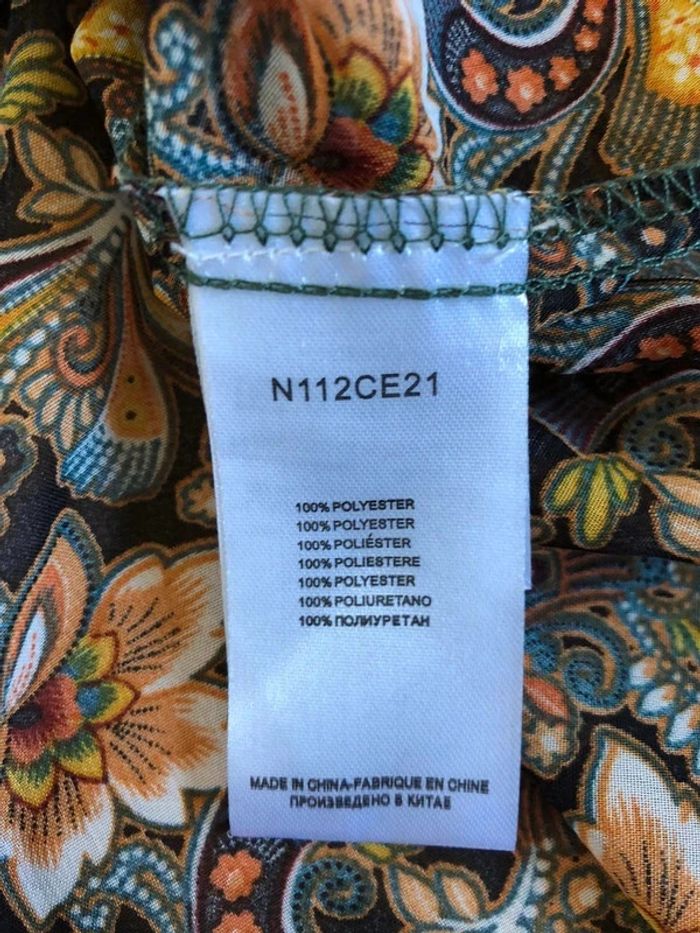 N112CE21
100% POLYESTER
100% POLYESTER
100% POLIÉSTER
100% POLIESTERE
100% POLYESTER
100% POLIURETANO
100% ПОЛИУРЕТАН
MADE IN CHINA-FABRIQUE EN CHINE
ПРОИЗВЕДЕНО В КИТАЕ